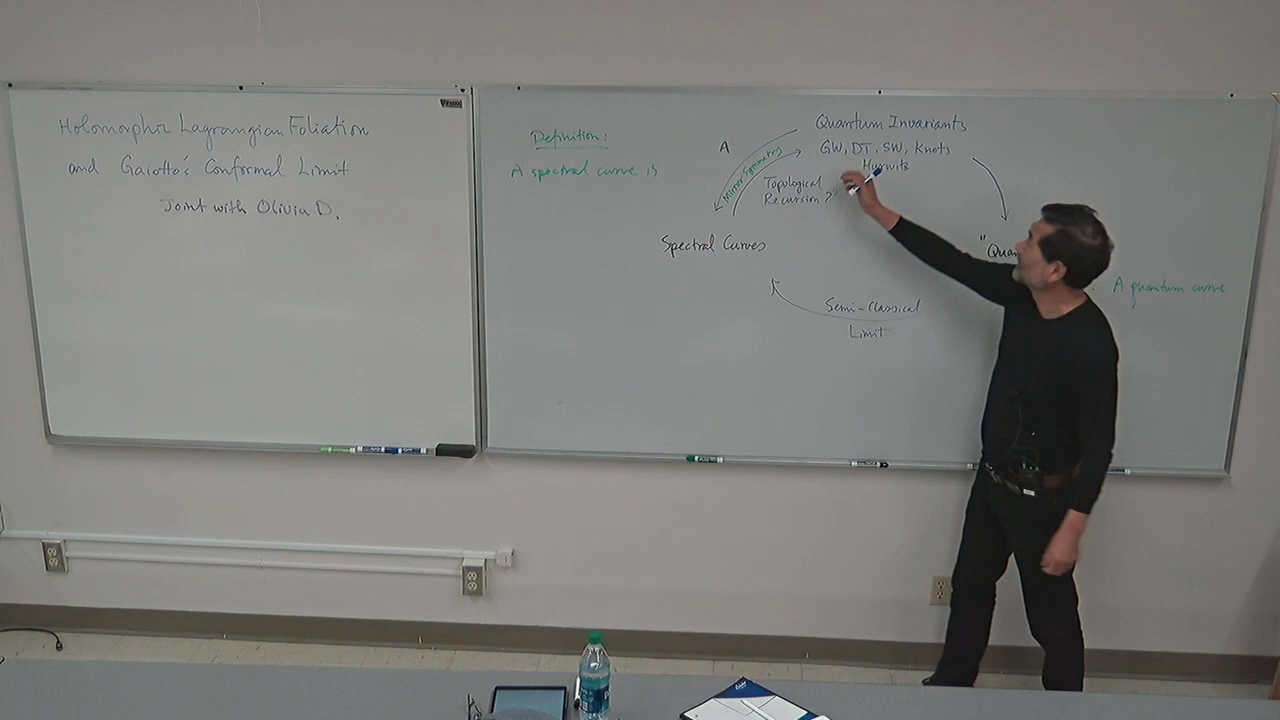 Holomorphic Lagrangian Foliation
and Gaiotto's Conformal Limit
Joint with Olivia D.
Definition:
A spectral curve is
A
Mirror Symmetry
Quantum Invariants
GW, DT, SW, Knots
Hurwitz
Topological
Recursion?
Spectral Curves
"Quan
A quantum curve
Semi-Classical
Limit